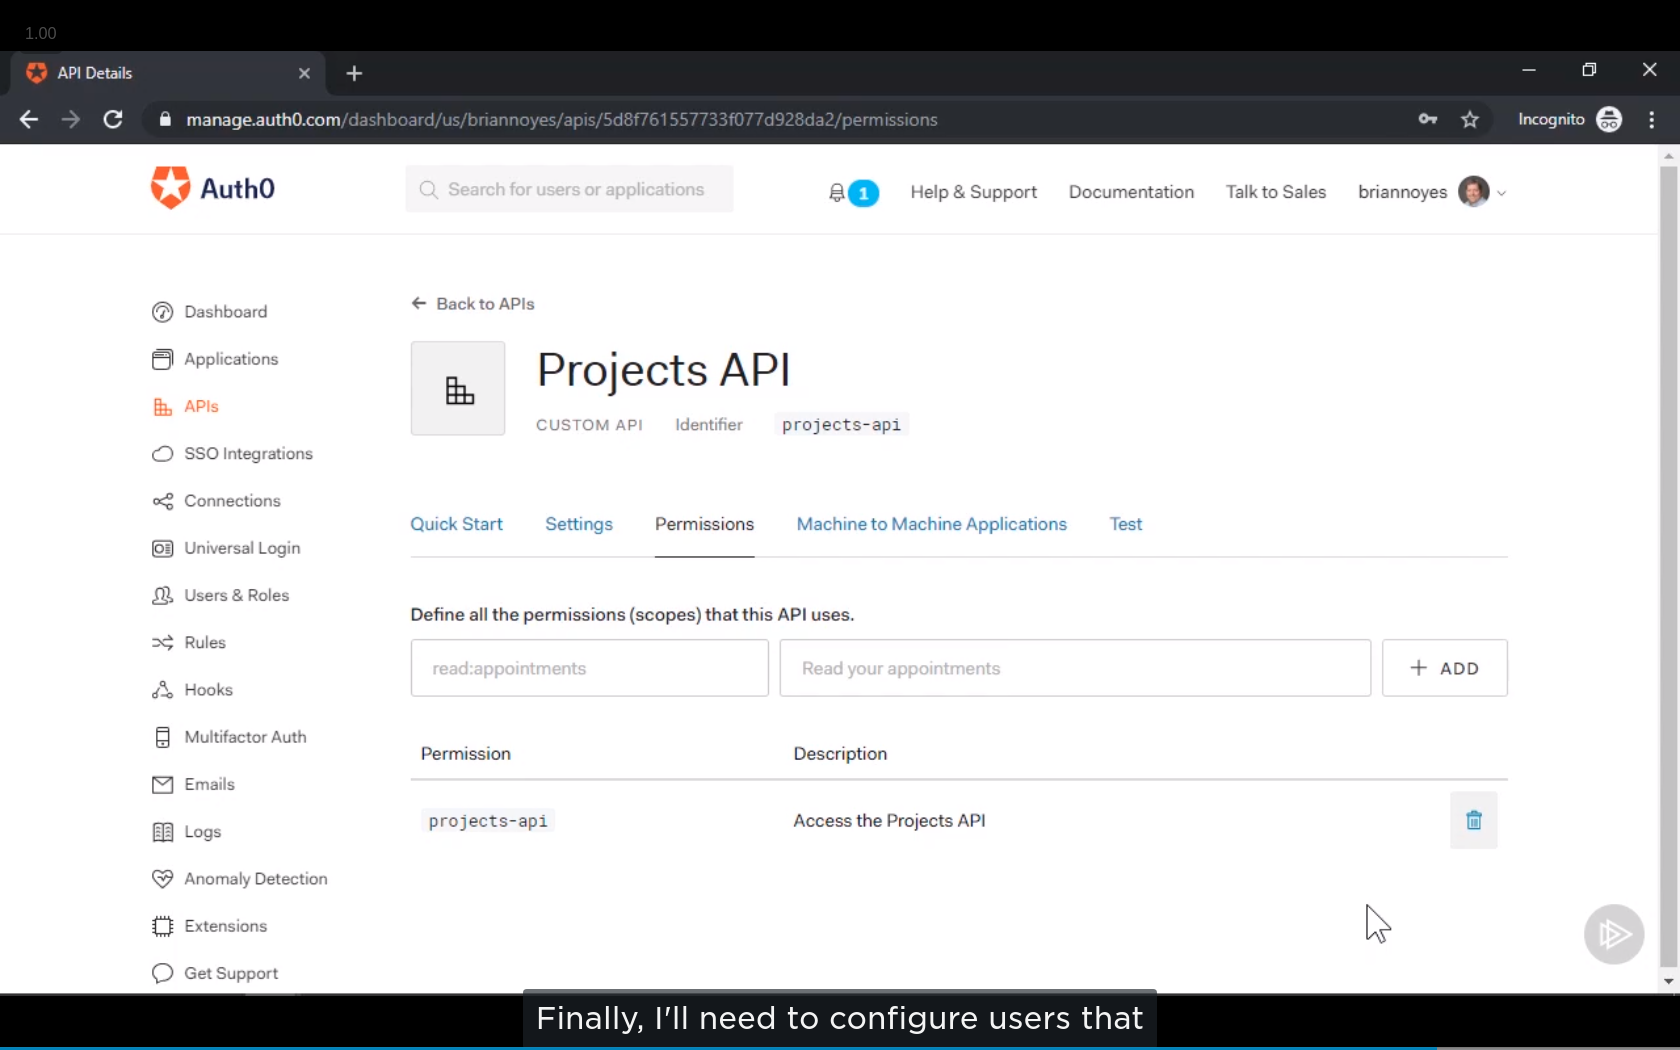 1.00
API Details
manage.auth0.com/dashboard/us/briannoyes/apis/5d8f761557733f077d928da2/permissions
Incognito
Auth0
Search for users or applications
1
Help & Support
Documentation
Talk to Sales
briannoyes
Dashboard
Applications
APIs
SSO Integrations
Connections
Universal Login
Users & Roles
Rules
Hooks
Multifactor Auth
Emails
Logs
Anomaly Detection
Extensions
Get Support
Back to APIs
Projects API
CUSTOM API Identifier projects-api
Quick Start Settings Permissions Machine to Machine Applications Test
Define all the permissions (scopes) that this API uses.
read:appointments Read your appointments + ADD
Permission Description
projects-api Access the Projects API
Finally, I'll need to configure users that